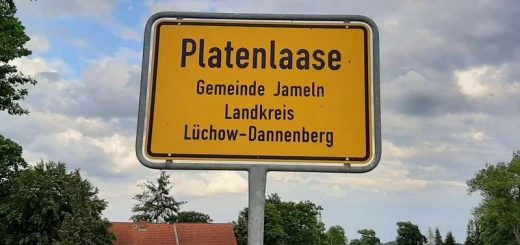 Platenlaase
Gemeinde Jameln
Landkreis
Lüchow-Dannenberg